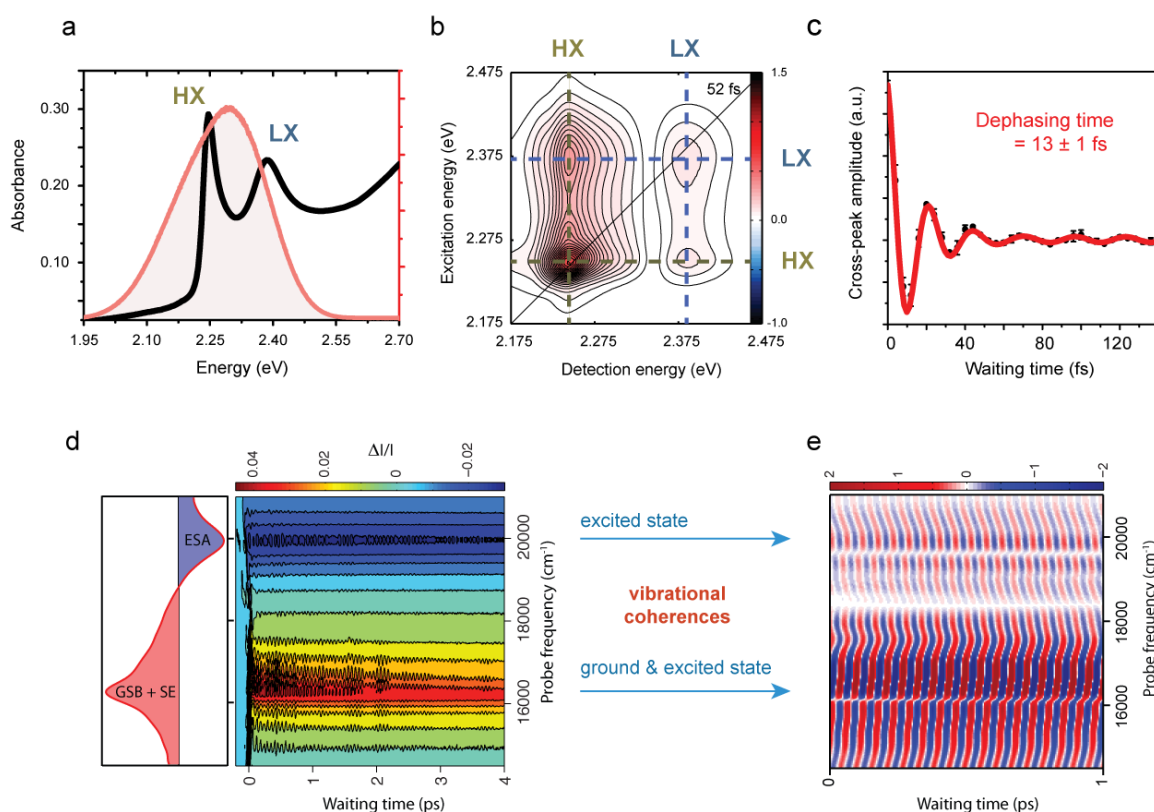 a
HX
LX
Absorbance
0.30
0.20
0.10
1.95
2.10
2.25
2.40
2.55
2.70
Energy (eV)
b
HX
LX
52 fs
LX
HX
Excitation energy (eV)
2.475
2.375
2.275
2.175
2.175
2.275
2.375
2.475
Detection energy (eV)
1.5
0.0
-1.0
c
Dephasing time
= 13 ± 1 fs
Cross-peak amplitude (a.u.)
0
40
80
120
Waiting time (fs)
d
ΔI/I
0.04
0.02
0
-0.02
ESA
GSB + SE
20000
18000
16000
Probe frequency (cm⁻¹)
0
1
2
3
4
Waiting time (ps)
excited state
vibrational
coherences
ground & excited state
e
2
1
0
-1
-2
20000
18000
16000
Probe frequency (cm⁻¹)
0
1
Waiting time (ps)